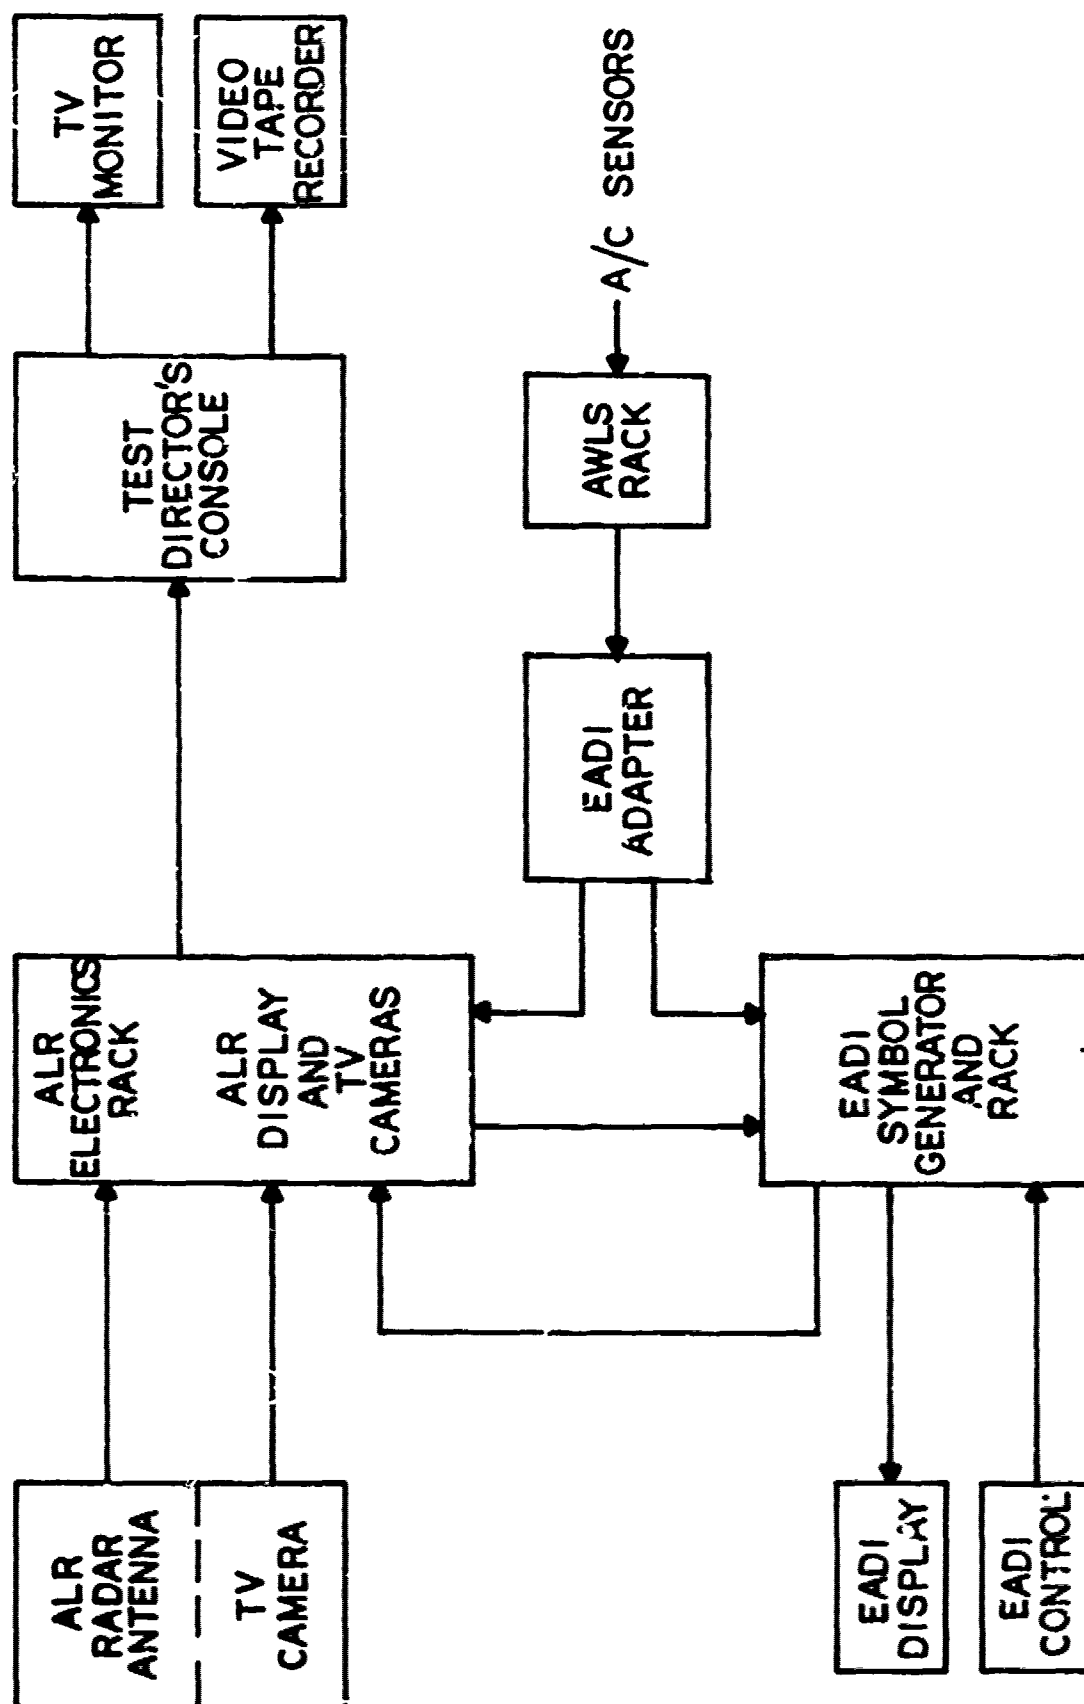 ALR
RADAR
ANTENNA
TV
CAMERA
ALR
ELECTRONICS
RACK
ALR
DISPLAY
AND
TV
CAMERAS
TEST
DIRECTOR'S
CONSOLE
TV
MONITOR
VIDEO
TAPE
RECORDER
EADI
ADAPTER
AWLS
RACK
A/C SENSORS
EADI
DISPLAY
EADI
CONTROL
EADI
SYMBOL
GENERATOR
AND
RACK